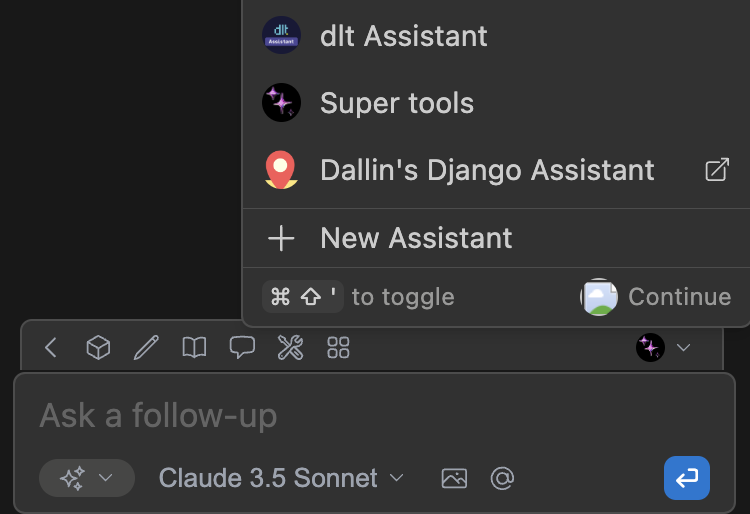 dlt
Assistant
dlt Assistant
Super tools
Dallin's Django Assistant
New Assistant
⌘ ⇧ ' to toggle
Continue
Ask a follow-up
Claude 3.5 Sonnet